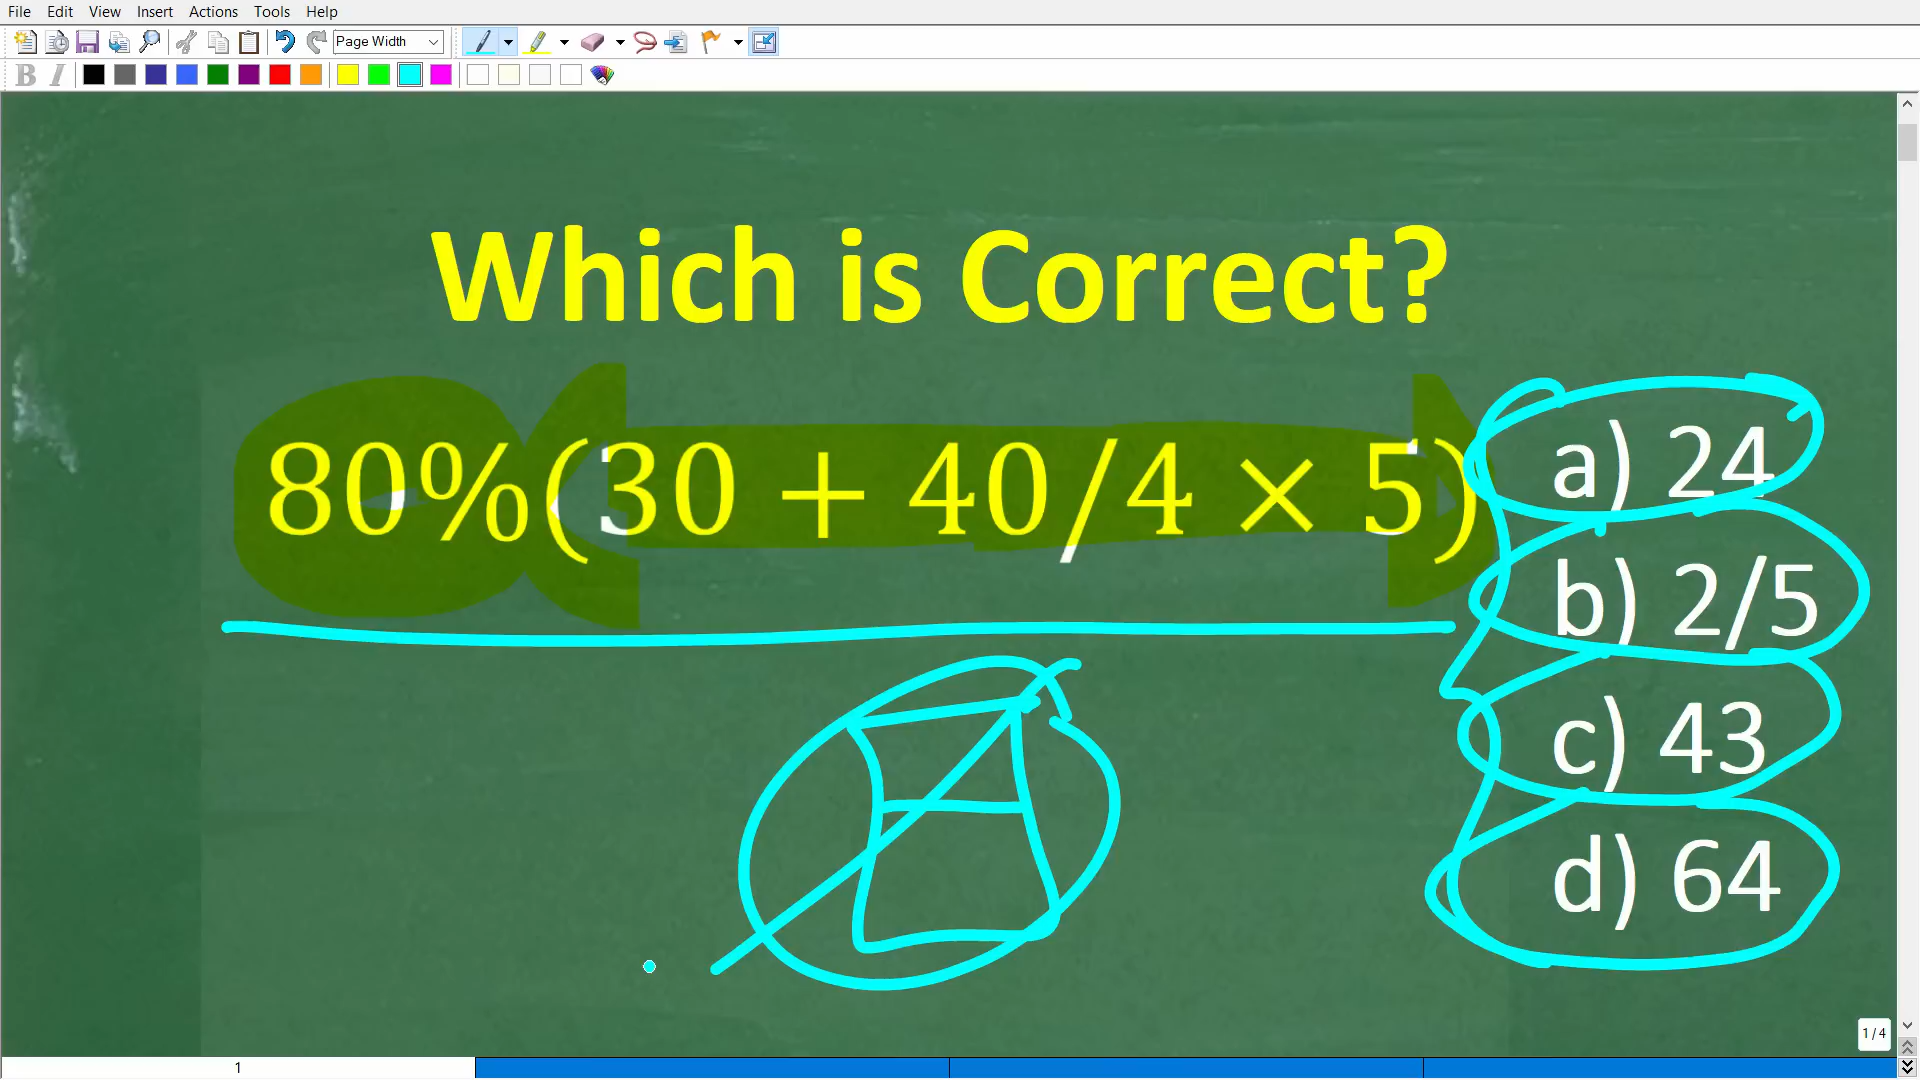 File Edit View Insert Actions Tools Help
Page Width
B I
Which is Correct?
80%(30 + 40/4 × 5)
a) 24
b) 2/5
c) 43
d) 64
1 / 4
1